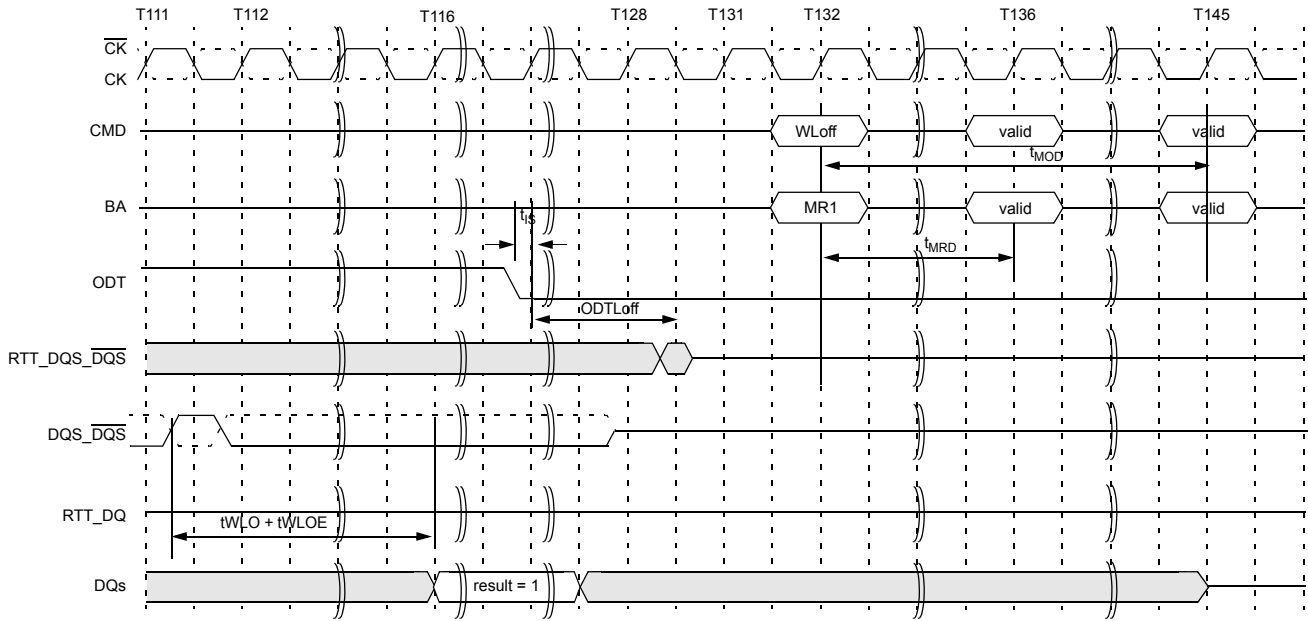 T111 T112 T116 T128 T131 T132 T136 T145
CK
CK
CMD WLoff valid valid
tMOD
BA MR1 valid valid
tIS
tMRD
ODT
ODTLoff
RTT_DQS_DQS
DQS_DQS
RTT_DQ
tWLO + tWLOE
DQs result = 1